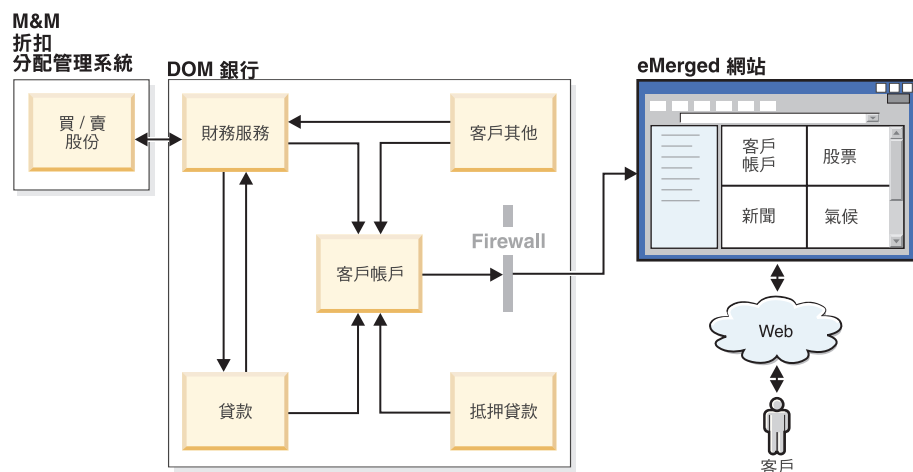 M&M
折扣
分配管理系統
DOM 銀行
eMerged 網站
買 / 賣
股份
財務服務
客戶其他
客戶
帳戶
股票
新聞
氣候
Firewall
客戶帳戶
Web
貸款
抵押貸款
客戶